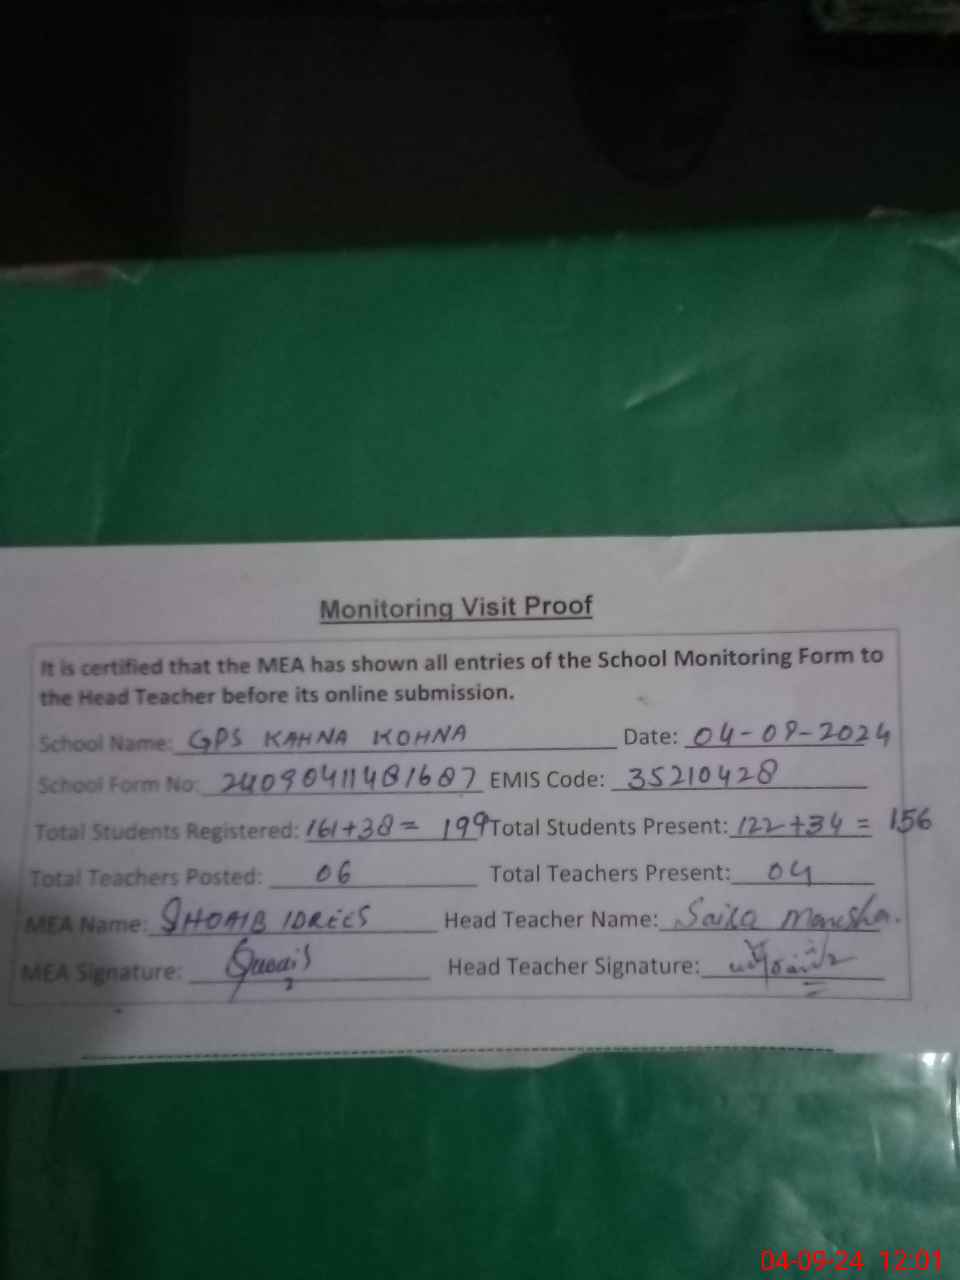 Monitoring Visit Proof
It is certified that the MEA has shown all entries of the School Monitoring Form to
the Head Teacher before its online submission.
School Name: GPS KAHNA KOHNA Date: 04-09-2024
School Form No: 24090411481687 EMIS Code: 35210428
Total Students Registered: 161+38= 199 Total Students Present: 122+34 = 156
Total Teachers Posted: 06 Total Teachers Present: 04
MEA Name: SHOAIB IDREES Head Teacher Name: Saira Mansha.
MEA Signature: Head Teacher Signature:
04-09-24 12:01